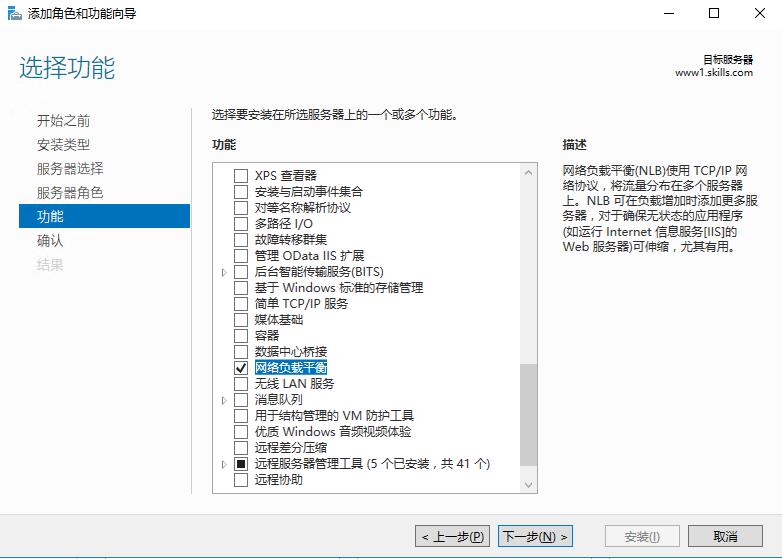 添加角色和功能向导
选择功能
目标服务器
www1.skills.com
开始之前
安装类型
服务器选择
服务器角色
功能
确认
结果
选择要安装在所选服务器上的一个或多个功能。
功能
XPS 查看器
安装与启动事件集合
对等名称解析协议
多路径 I/O
故障转移群集
管理 OData IIS 扩展
后台智能传输服务(BITS)
基于 Windows 标准的存储管理
简单 TCP/IP 服务
媒体基础
容器
数据中心桥接
网络负载平衡
无线 LAN 服务
消息队列
用于结构管理的 VM 防护工具
优质 Windows 音频视频体验
远程差分压缩
远程服务器管理工具 (5 个已安装，共 41 个)
远程协助
描述
网络负载平衡(NLB)使用 TCP/IP 网
络协议，将流量分布在多个服务器
上。NLB 可在负载增加时添加更多服
务器，对于确保无状态的应用程序
(如运行 Internet 信息服务[IIS]的
Web 服务器)可伸缩，尤其有用。
< 上一步(P)
下一步(N) >
安装(I)
取消